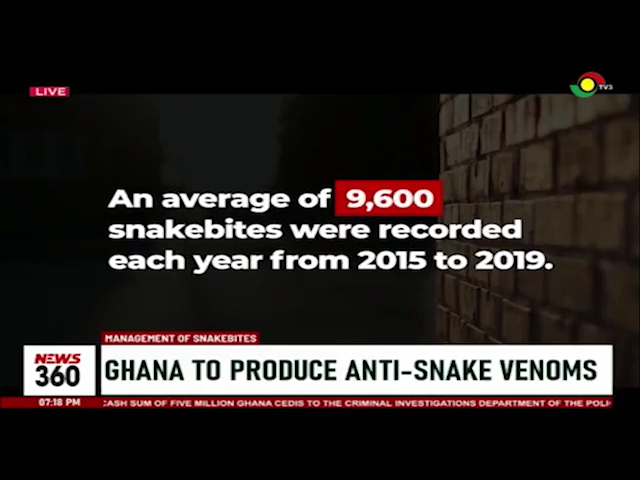 LIVE
TV3
An average of 9,600
snakebites were recorded
each year from 2015 to 2019.
MANAGEMENT OF SNAKEBITES
NEWS
360
GHANA TO PRODUCE ANTI-SNAKE VENOMS
07:18 PM
CASH SUM OF FIVE MILLION GHANA CEDIS TO THE CRIMINAL INVESTIGATIONS DEPARTMENT OF THE